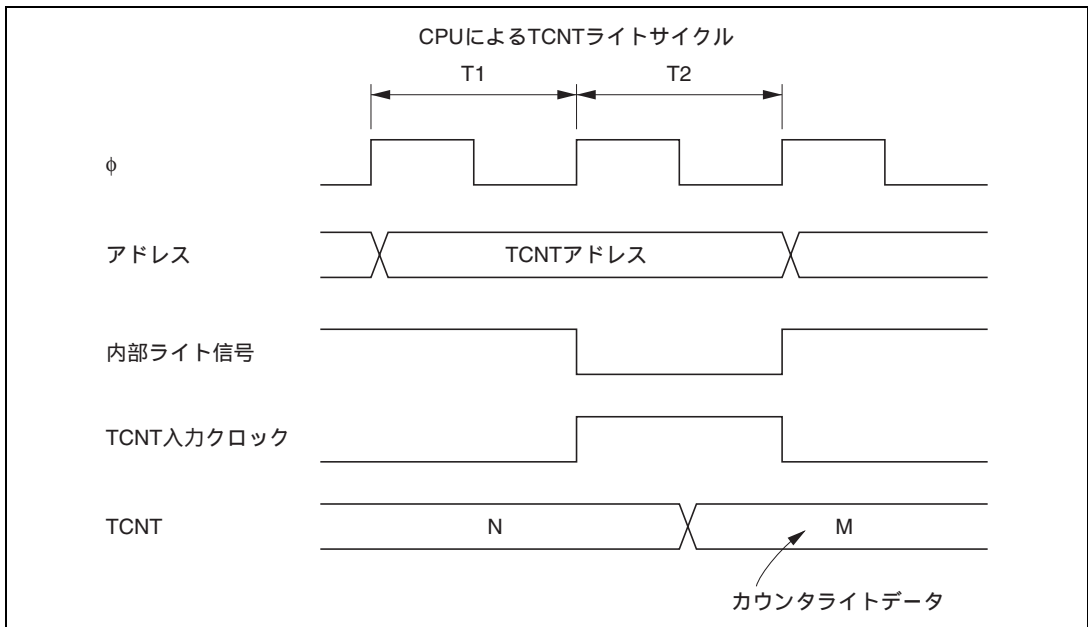 CPUによるTCNTライトサイクル
T1 T2
φ
アドレス TCNTアドレス
内部ライト信号
TCNT入力クロック
TCNT N M
カウンタライトデータ